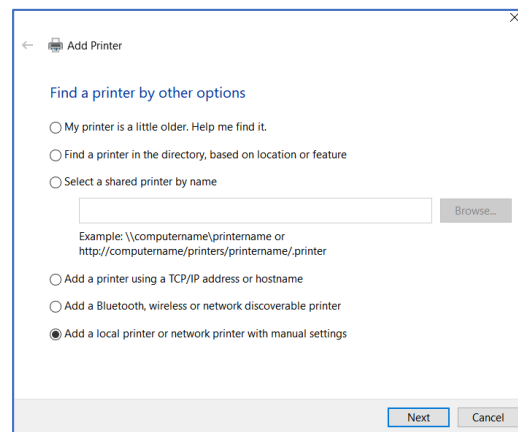 Add Printer
Find a printer by other options
My printer is a little older. Help me find it.
Find a printer in the directory, based on location or feature
Select a shared printer by name
Browse...
Example: \\computername\printername or
http://computername/printers/printername/.printer
Add a printer using a TCP/IP address or hostname
Add a Bluetooth, wireless or network discoverable printer
Add a local printer or network printer with manual settings
Next
Cancel